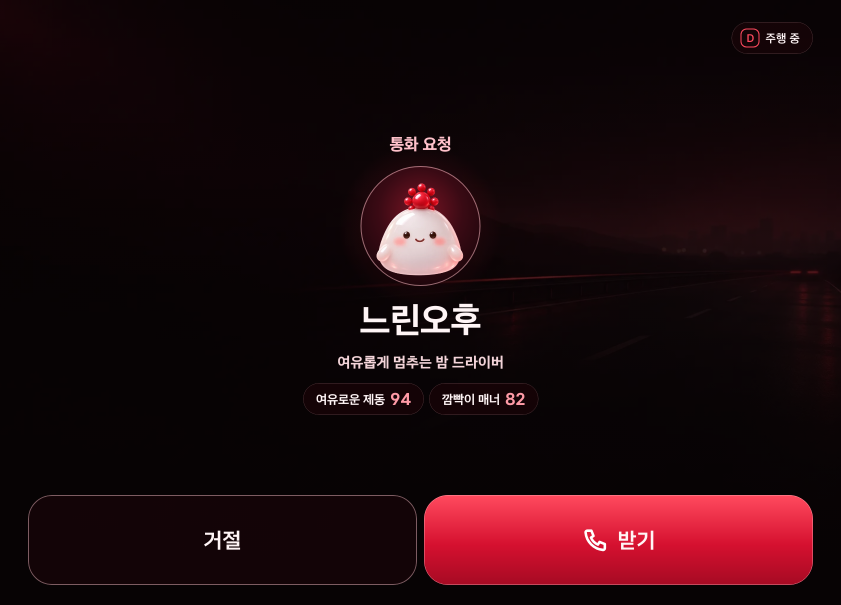 D 주행 중
통화 요청
느린오후
여유롭게 멈추는 밤 드라이버
여유로운 제동 94 깜빡이 매너 82
거절 받기